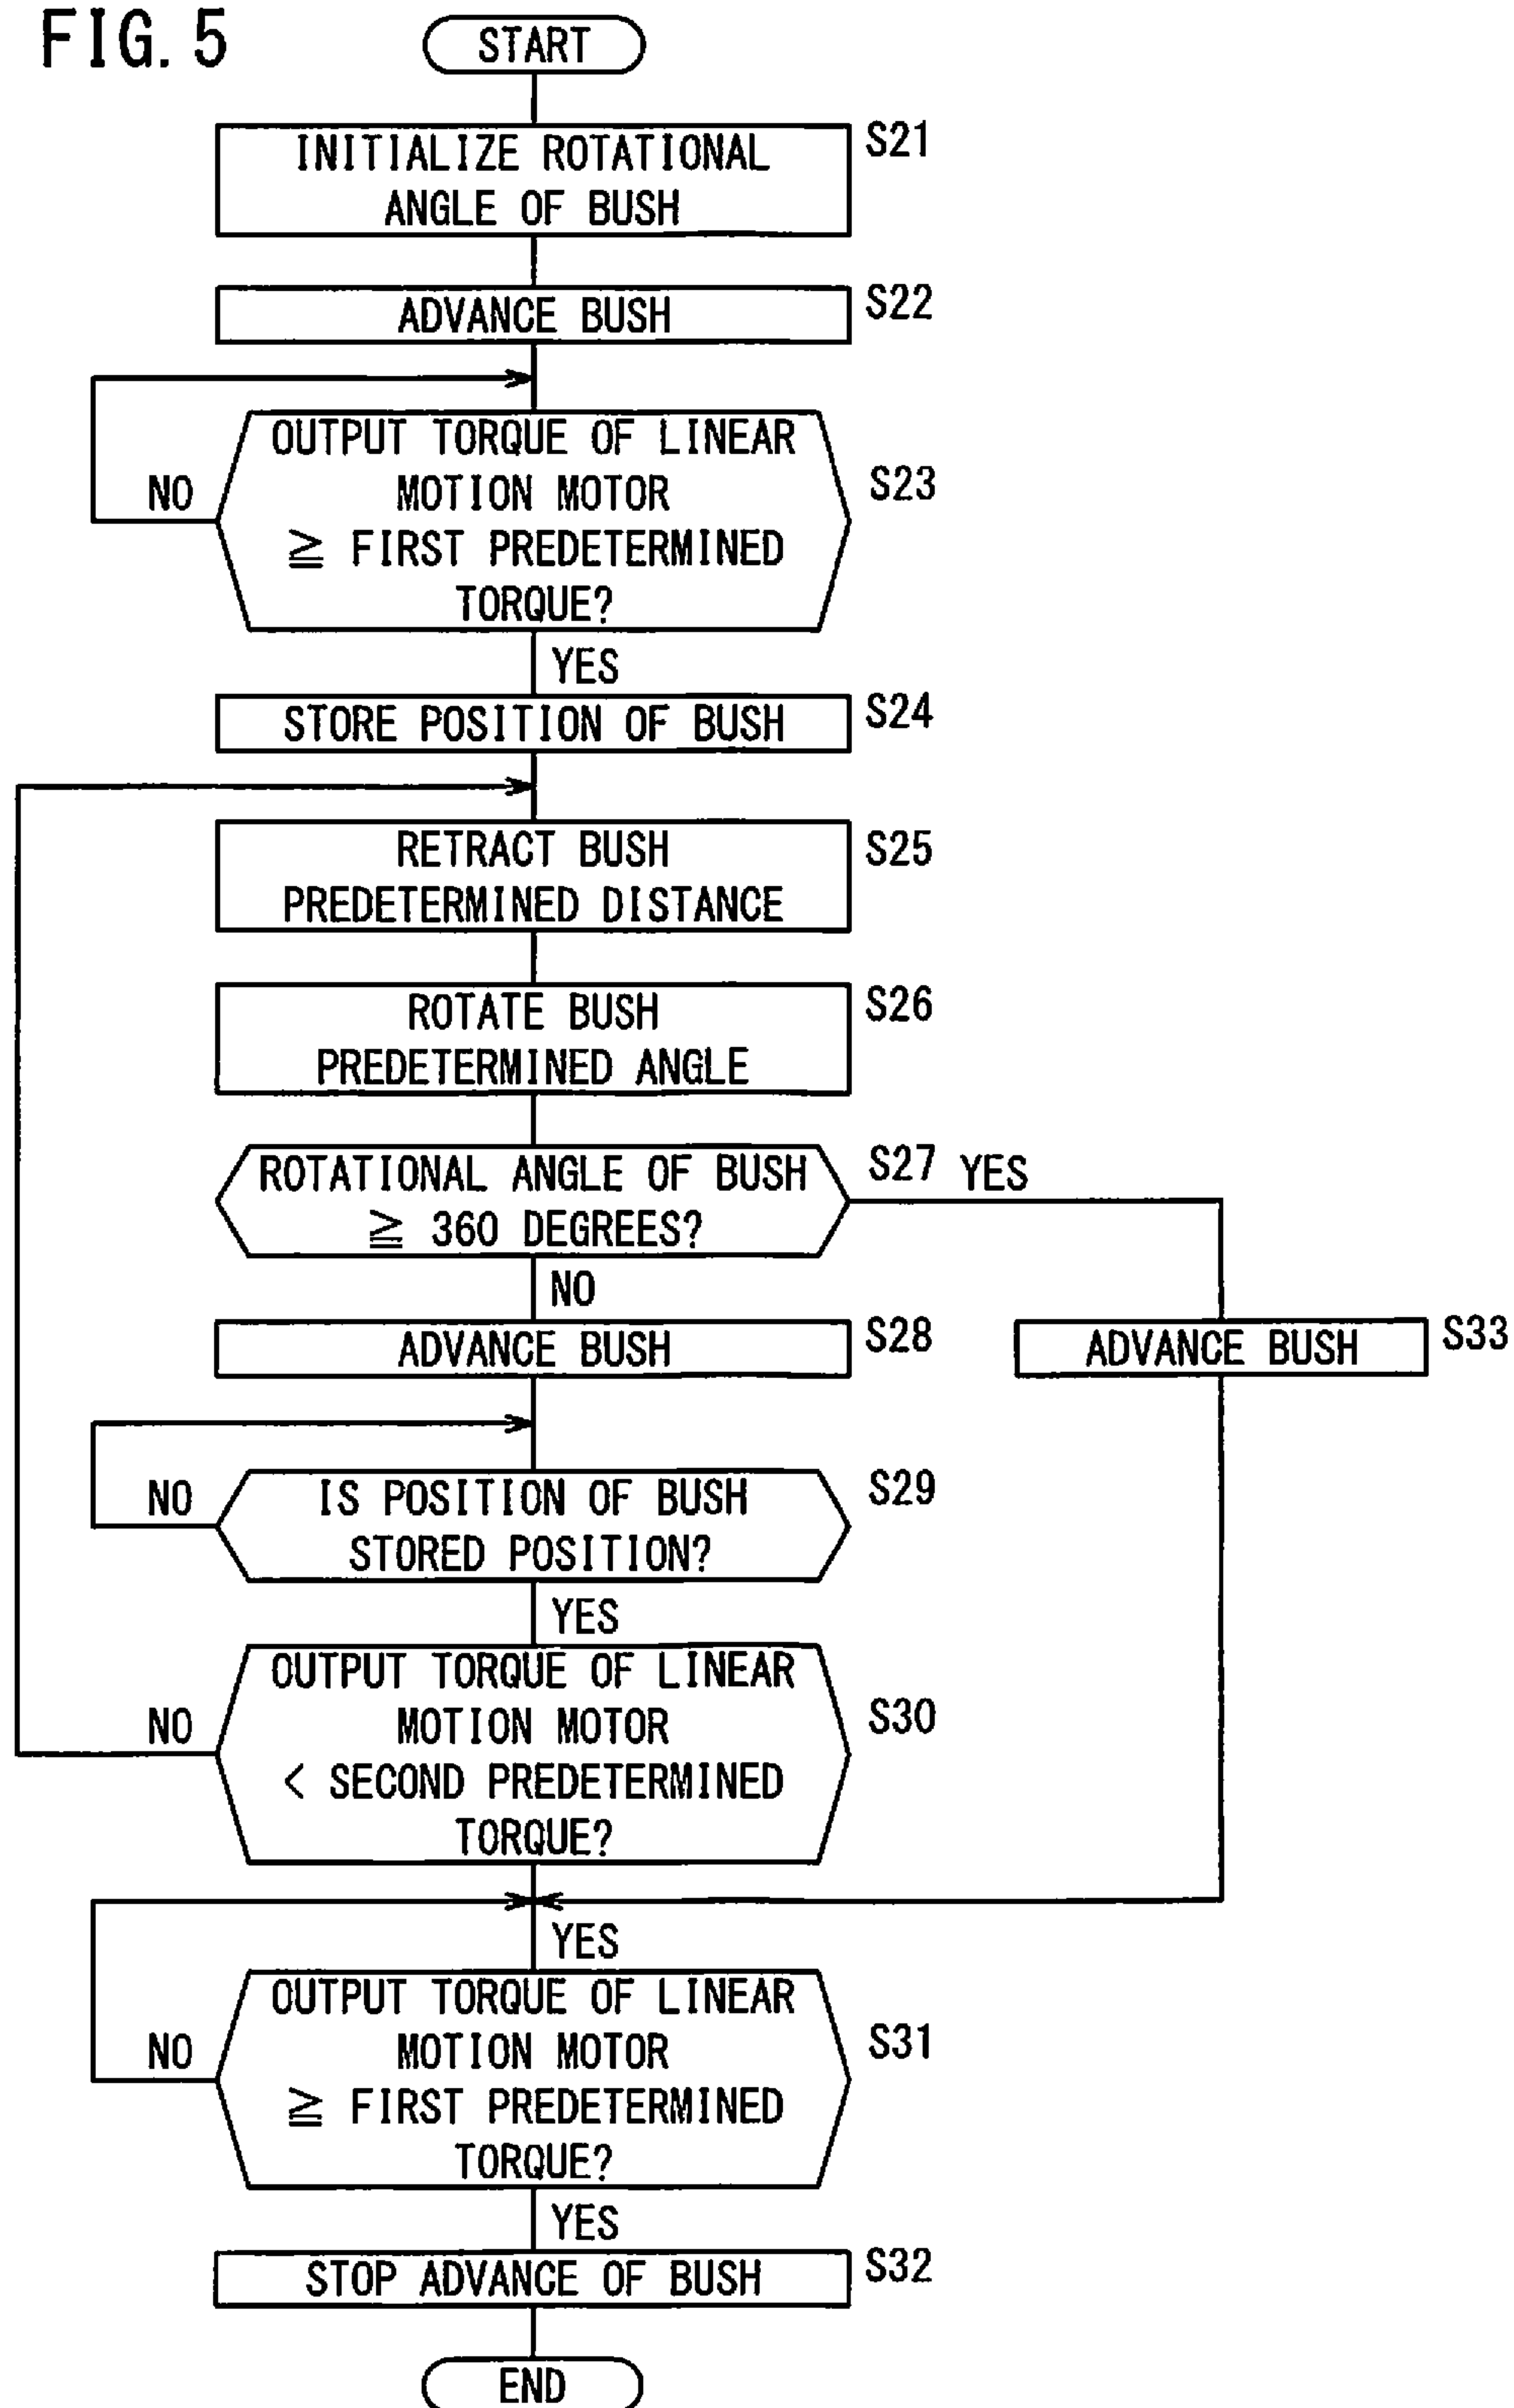 FIG. 5
START
INITIALIZE ROTATIONAL
ANGLE OF BUSH
S21
ADVANCE BUSH
S22
OUTPUT TORQUE OF LINEAR
MOTION MOTOR
≧ FIRST PREDETERMINED
TORQUE?
S23
NO
YES
STORE POSITION OF BUSH
S24
RETRACT BUSH
PREDETERMINED DISTANCE
S25
ROTATE BUSH
PREDETERMINED ANGLE
S26
ROTATIONAL ANGLE OF BUSH
≧ 360 DEGREES?
S27
YES
NO
ADVANCE BUSH
S28
ADVANCE BUSH
S33
IS POSITION OF BUSH
STORED POSITION?
S29
NO
YES
OUTPUT TORQUE OF LINEAR
MOTION MOTOR
< SECOND PREDETERMINED
TORQUE?
S30
NO
YES
OUTPUT TORQUE OF LINEAR
MOTION MOTOR
≧ FIRST PREDETERMINED
TORQUE?
S31
NO
YES
STOP ADVANCE OF BUSH
S32
END